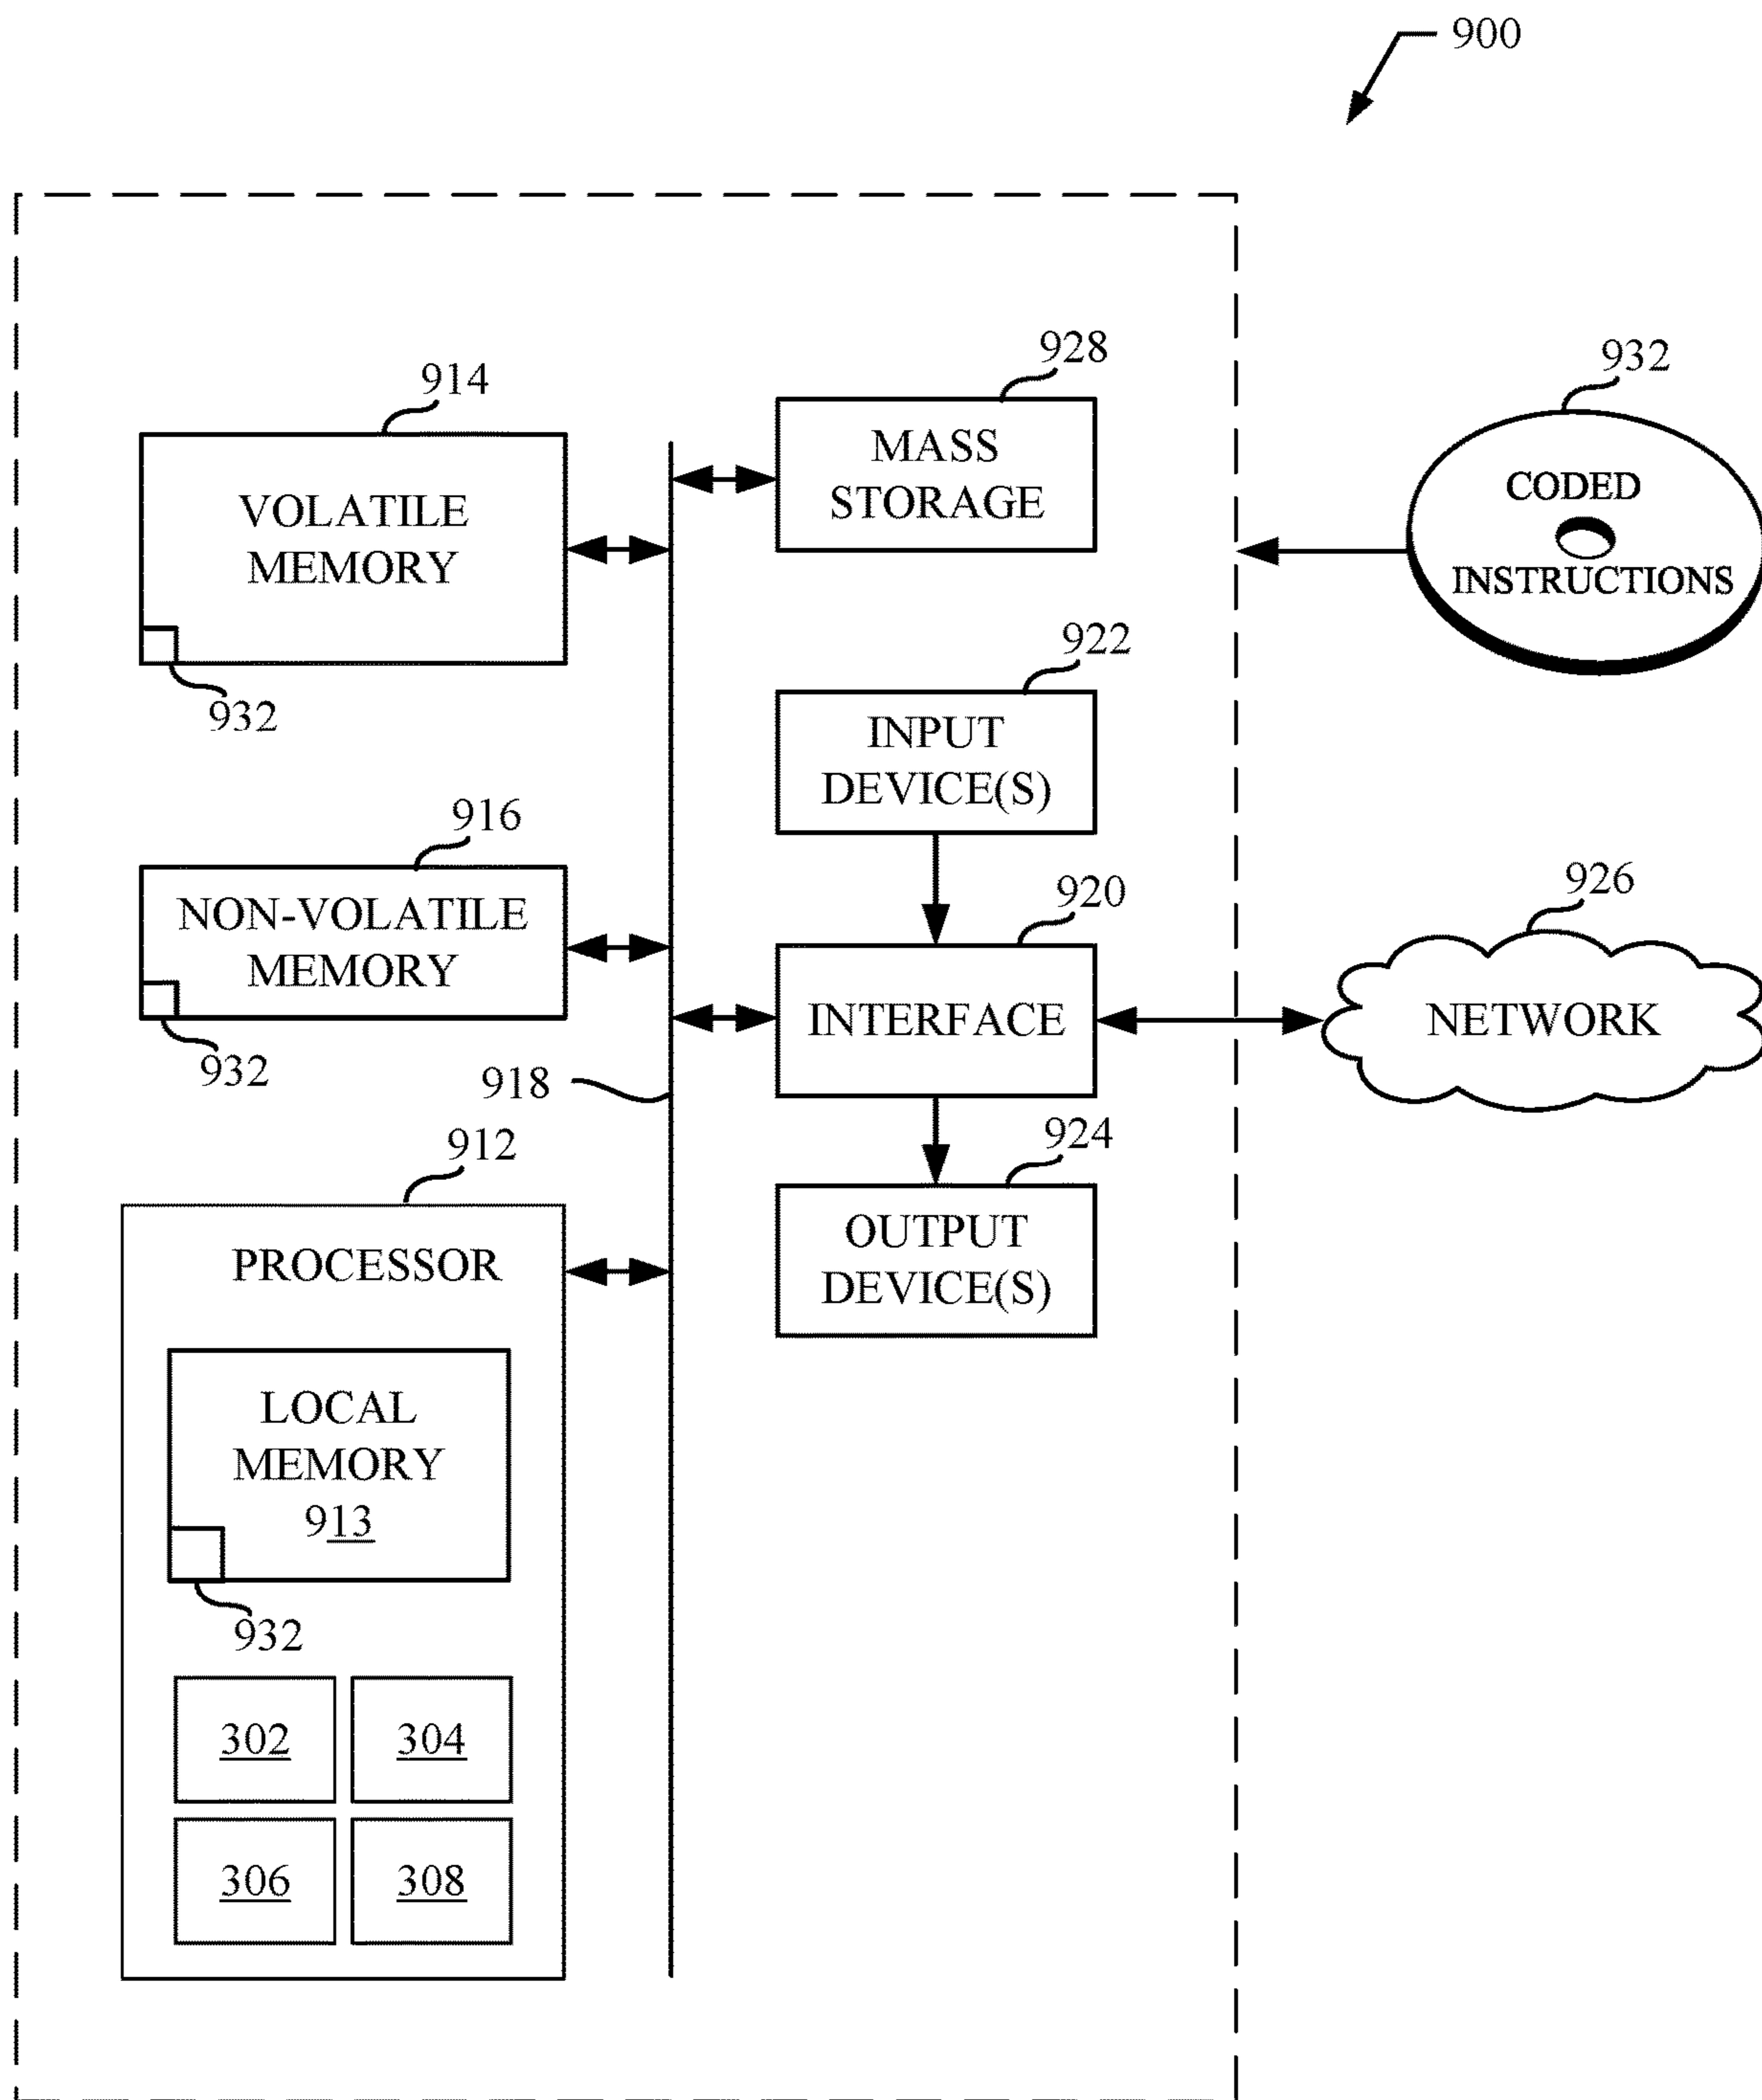 900
914
VOLATILE
MEMORY
932
928
MASS
STORAGE
932
CODED
INSTRUCTIONS
922
INPUT
DEVICE(S)
916
NON-VOLATILE
MEMORY
932
918
920
INTERFACE
926
NETWORK
912
PROCESSOR
924
OUTPUT
DEVICE(S)
LOCAL
MEMORY
913
932
302
304
306
308